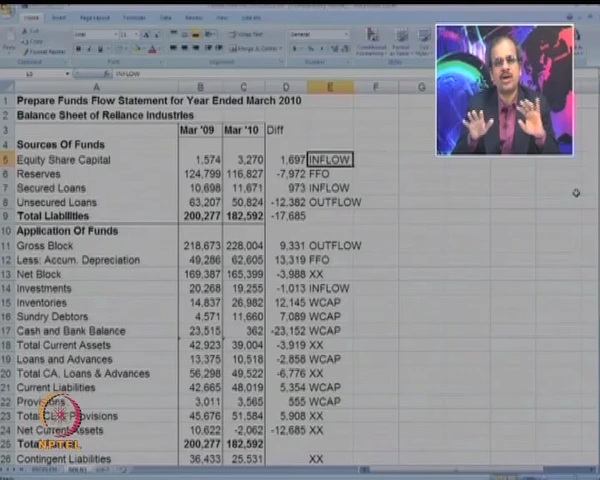 Prepare Funds Flow Statement for Year Ended March 2010
Balance Sheet of Reliance Industries
Mar '09 Mar '10 Diff
Sources Of Funds
Equity Share Capital 1,574 3,270 1,697 INFLOW
Reserves 124,799 116,827 -7,972 FFO
Secured Loans 10,698 11,671 973 INFLOW
Unsecured Loans 63,207 50,824 -12,382 OUTFLOW
Total Liabilities 200,277 182,592 -17,685
Application Of Funds
Gross Block 218,673 228,004 9,331 OUTFLOW
Less: Accum. Depreciation 49,286 62,605 13,319 FFO
Net Block 169,387 165,399 -3,988 XX
Investments 20,268 19,255 -1,013 INFLOW
Inventories 14,837 26,982 12,145 WCAP
Sundry Debtors 4,571 11,660 7,089 WCAP
Cash and Bank Balance 23,515 362 -23,152 WCAP
Total Current Assets 42,923 39,004 -3,919 XX
Loans and Advances 13,375 10,518 -2,858 WCAP
Total CA, Loans & Advances 56,298 49,522 -6,776 XX
Current Liabilities 42,665 48,019 5,354 WCAP
Provisions 3,011 3,565 555 WCAP
Total CL & Provisions 45,676 51,584 5,908 XX
Net Current Assets 10,622 -2,062 -12,685 XX
Total 200,277 182,592
Contingent Liabilities 36,433 25,531 XX
NPTEL